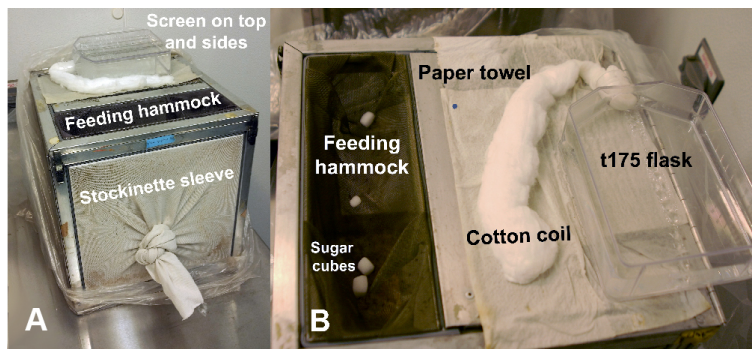 Screen on top
and sides
Feeding hammock
Stockinette sleeve
A
Paper towel
Feeding
hammock
t175 flask
Cotton coil
Sugar
cubes
B